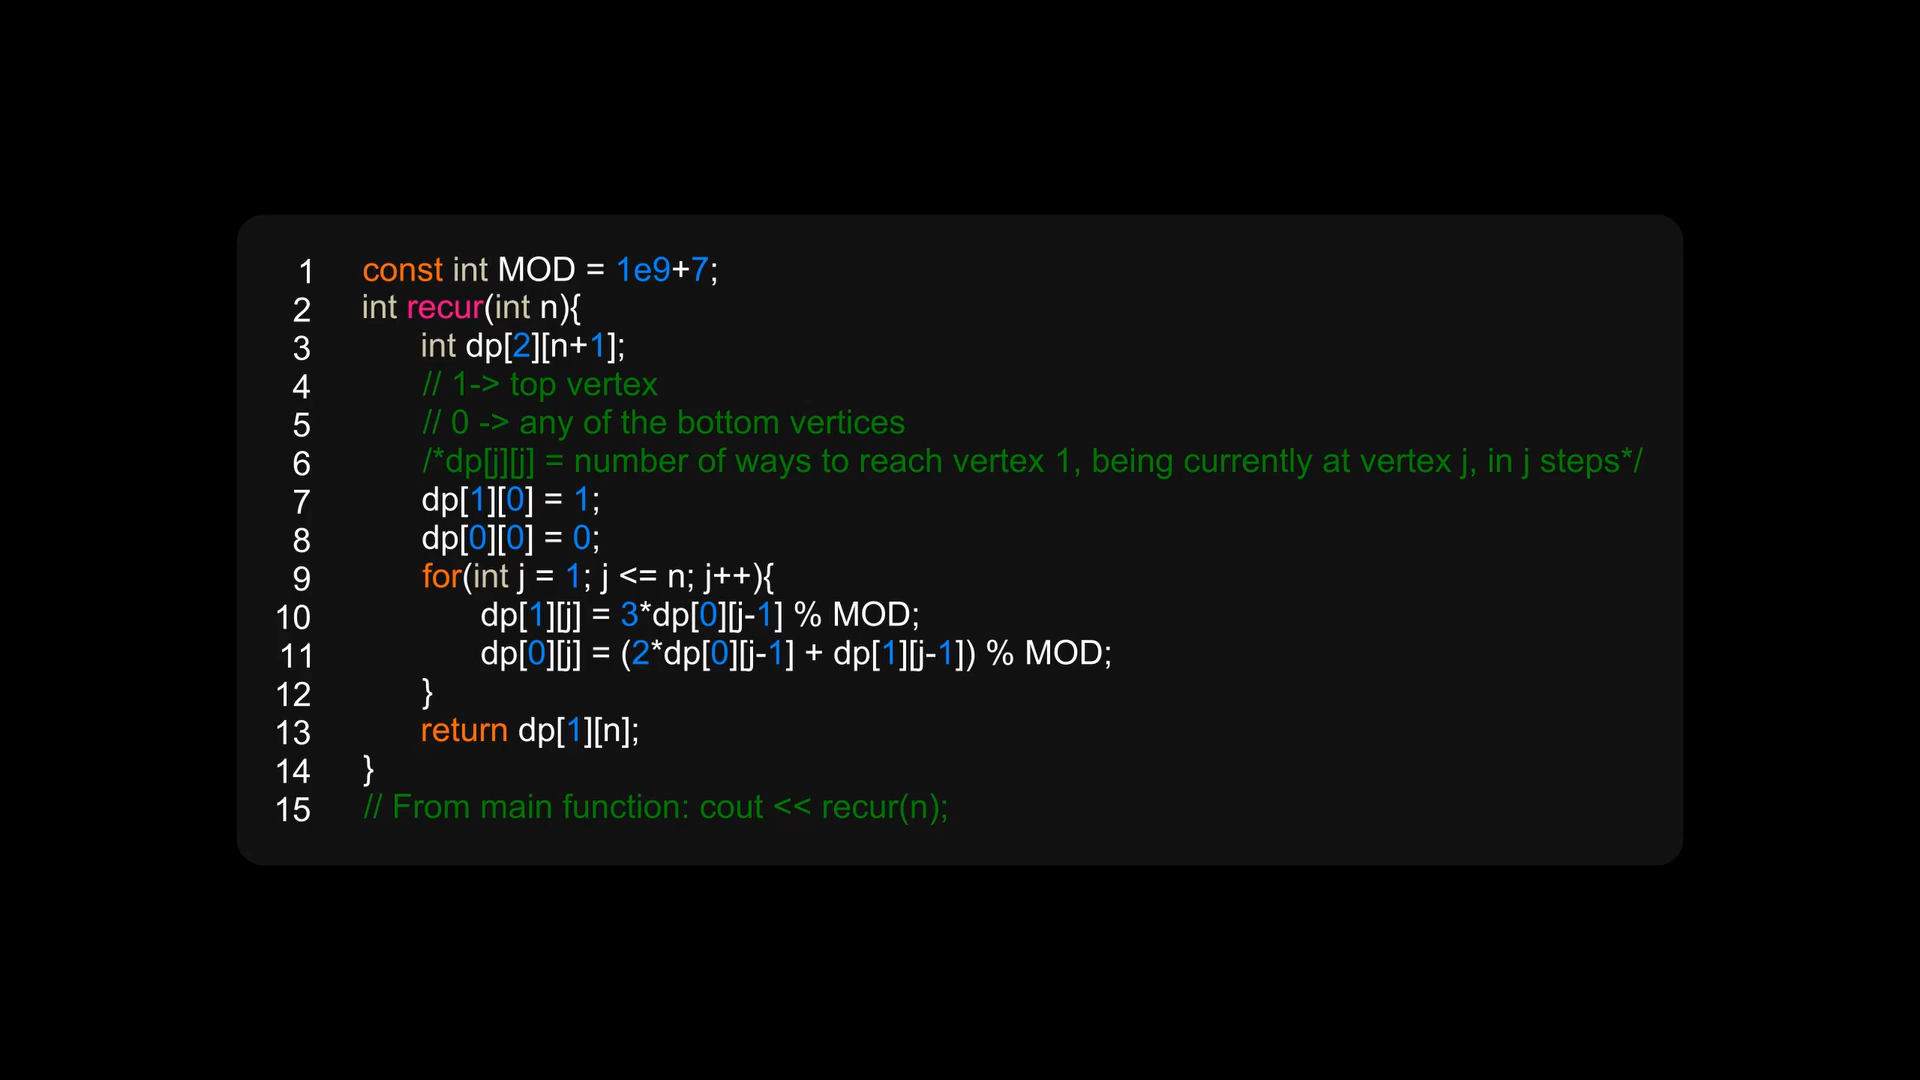 1 const int MOD = 1e9+7;
2 int recur(int n){
3 int dp[2][n+1];
4 // 1-> top vertex
5 // 0 -> any of the bottom vertices
6 /*dp[j][j] = number of ways to reach vertex 1, being currently at vertex j, in j steps*/
7 dp[1][0] = 1;
8 dp[0][0] = 0;
9 for(int j = 1; j <= n; j++){
10 dp[1][j] = 3*dp[0][j-1] % MOD;
11 dp[0][j] = (2*dp[0][j-1] + dp[1][j-1]) % MOD;
12 }
13 return dp[1][n];
14 }
15 // From main function: cout << recur(n);